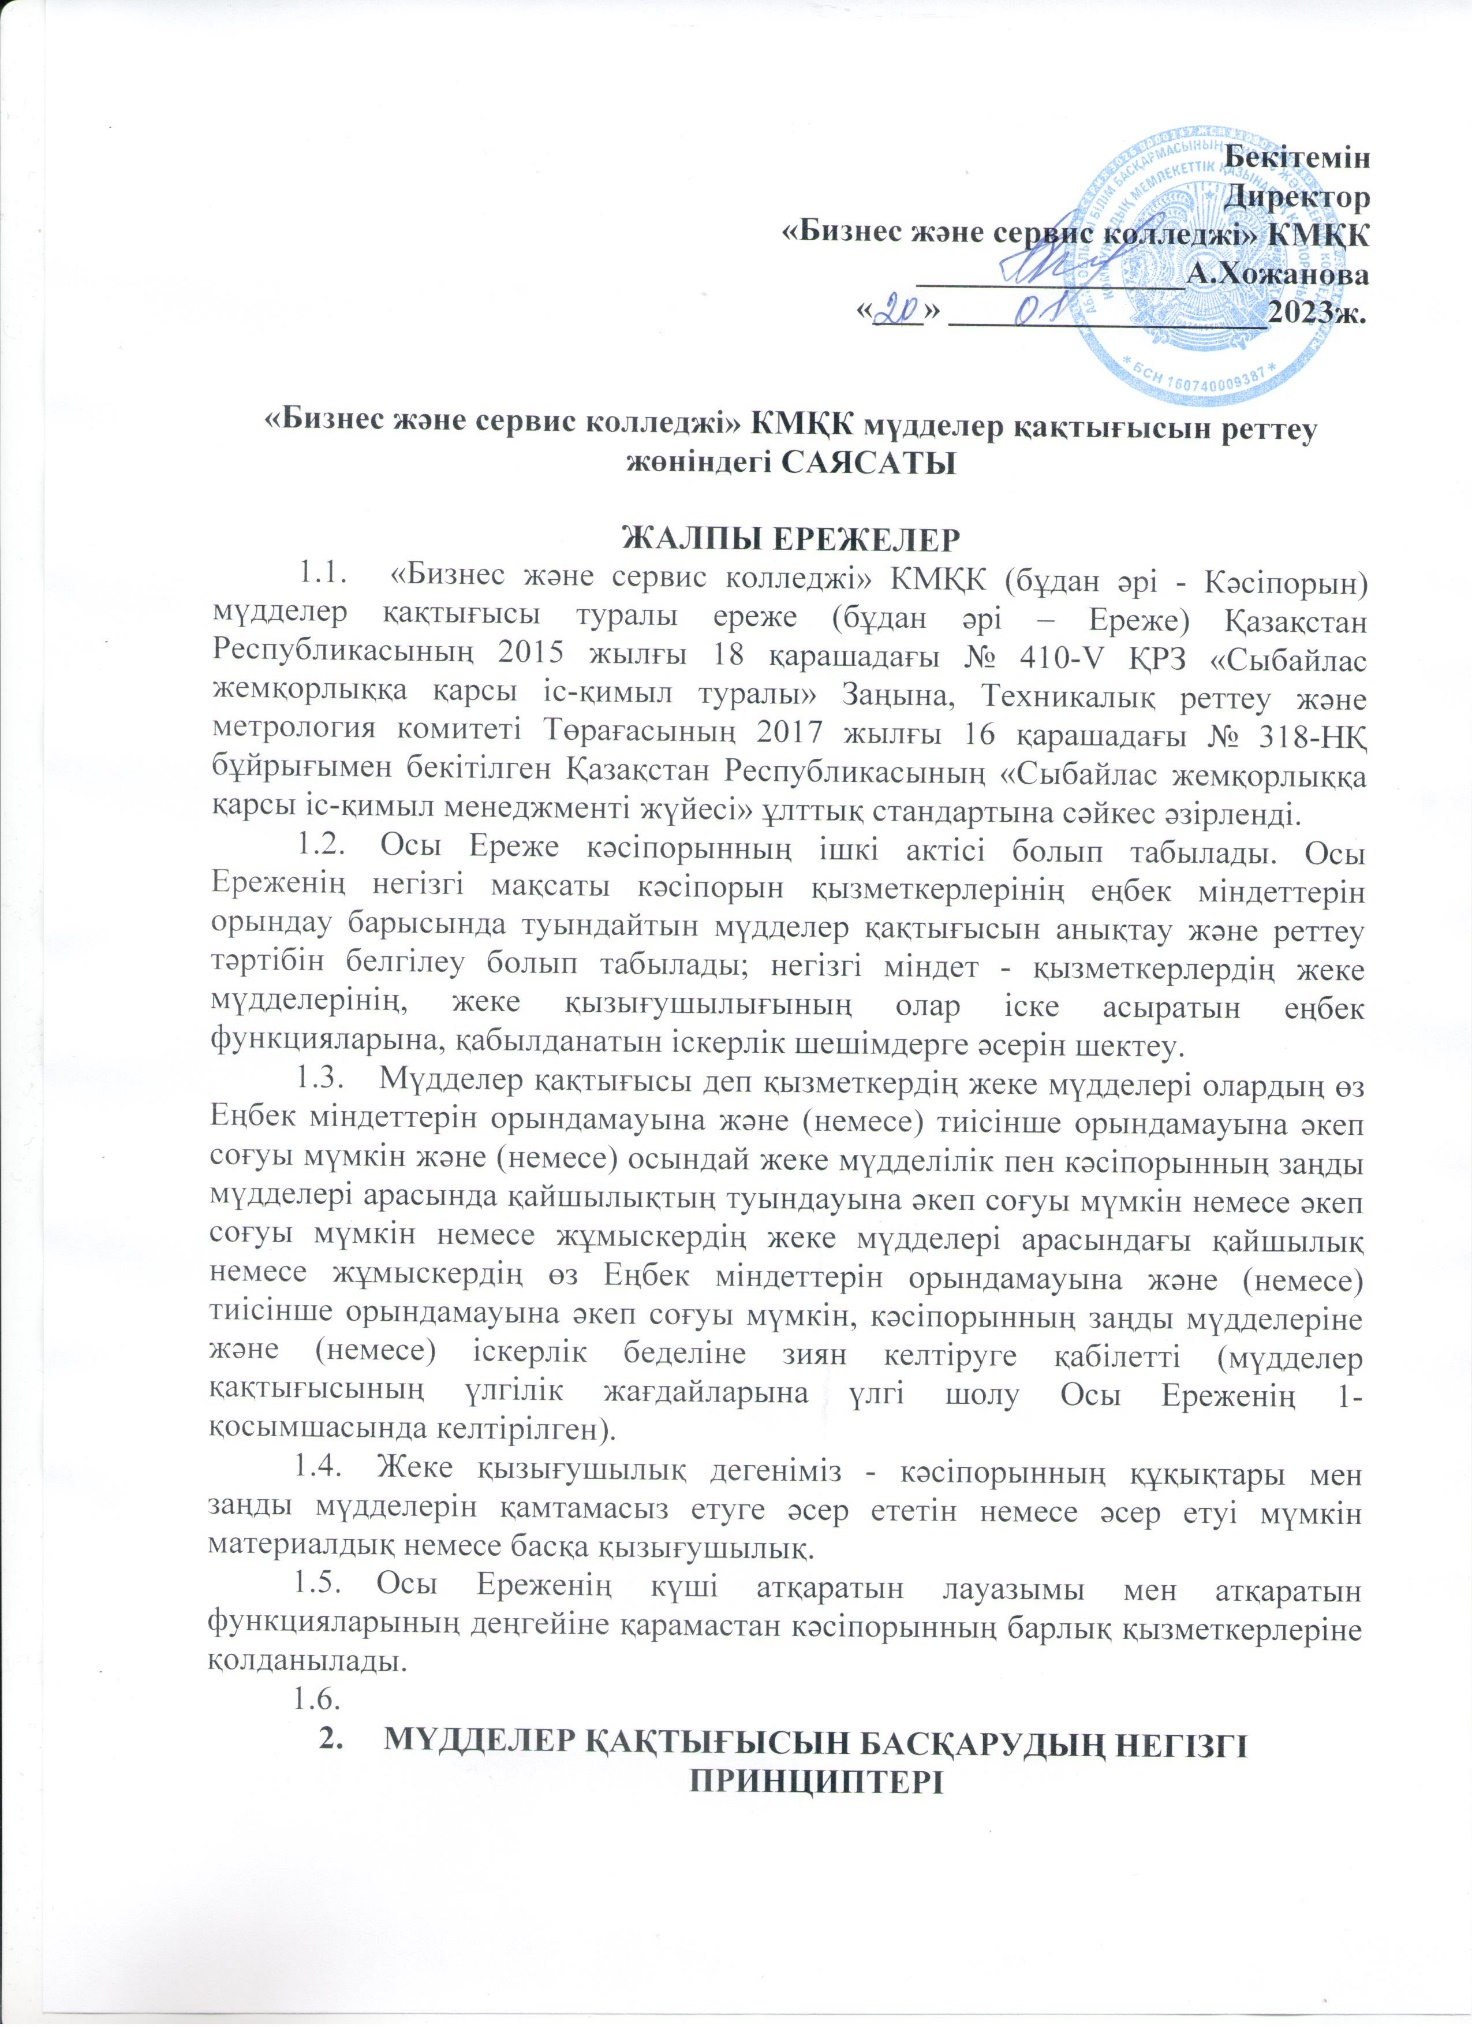 Бекітемін
Директор
«Бизнес және сервис колледжі» КМҚК
________________А.Хожанова
«20» 01 2023ж.
* БСН 160740009387 *
«Бизнес және сервис колледжі» КМҚК мүдделер қақтығысын реттеу
жөніндегі САЯСАТЫ
ЖАЛПЫ ЕРЕЖЕЛЕР
1.1. «Бизнес және сервис колледжі» КМҚК (бұдан әрі - Кәсіпорын)
мүдделер қақтығысы туралы ереже (бұдан әрі – Ереже) Қазақстан
Республикасының 2015 жылғы 18 қарашадағы № 410-V ҚРЗ «Сыбайлас
жемқорлыққа қарсы іс-қимыл туралы» Заңына, Техникалық реттеу және
метрология комитеті Төрағасының 2017 жылғы 16 қарашадағы № 318-НҚ
бұйрығымен бекітілген Қазақстан Республикасының «Сыбайлас жемқорлыққа
қарсы іс-қимыл менеджменті жүйесі» ұлттық стандартына сәйкес әзірленді.
1.2. Осы Ереже кәсіпорынның ішкі актісі болып табылады. Осы
Ереженің негізгі мақсаты кәсіпорын қызметкерлерінің еңбек міндеттерін
орындау барысында туындайтын мүдделер қақтығысын анықтау және реттеу
тәртібін белгілеу болып табылады; негізгі міндет - қызметкерлердің жеке
мүдделерінің, жеке қызығушылығының олар іске асыратын еңбек
функцияларына, қабылданатын іскерлік шешімдерге әсерін шектеу.
1.3. Мүдделер қақтығысы деп қызметкердің жеке мүдделері олардың өз
Еңбек міндеттерін орындамауына және (немесе) тиісінше орындамауына әкеп
соғуы мүмкін және (немесе) осындай жеке мүдделілік пен кәсіпорынның заңды
мүдделері арасында қайшылықтың туындауына әкеп соғуы мүмкін немесе әкеп
соғуы мүмкін немесе жұмыскердің жеке мүдделері арасындағы қайшылық
немесе жұмыскердің өз Еңбек міндеттерін орындамауына және (немесе)
тиісінше орындамауына әкеп соғуы мүмкін, кәсіпорынның заңды мүдделеріне
және (немесе) іскерлік беделіне зиян келтіруге қабілетті (мүдделер
қақтығысының үлгілік жағдайларына үлгі шолу Осы Ереженің 1-
қосымшасында келтірілген).
1.4. Жеке қызығушылық дегеніміз - кәсіпорынның құқықтары мен
заңды мүдделерін қамтамасыз етуге әсер ететін немесе әсер етуі мүмкін
материалдық немесе басқа қызығушылық.
1.5. Осы Ереженің күші атқаратын лауазымы мен атқаратын
функцияларының деңгейіне қарамастан кәсіпорынның барлық қызметкерлеріне
қолданылады.
1.6.
2. МҮДДЕЛЕР ҚАҚТЫҒЫСЫН БАСҚАРУДЫҢ НЕГІЗГІ
ПРИНЦИПТЕРІ